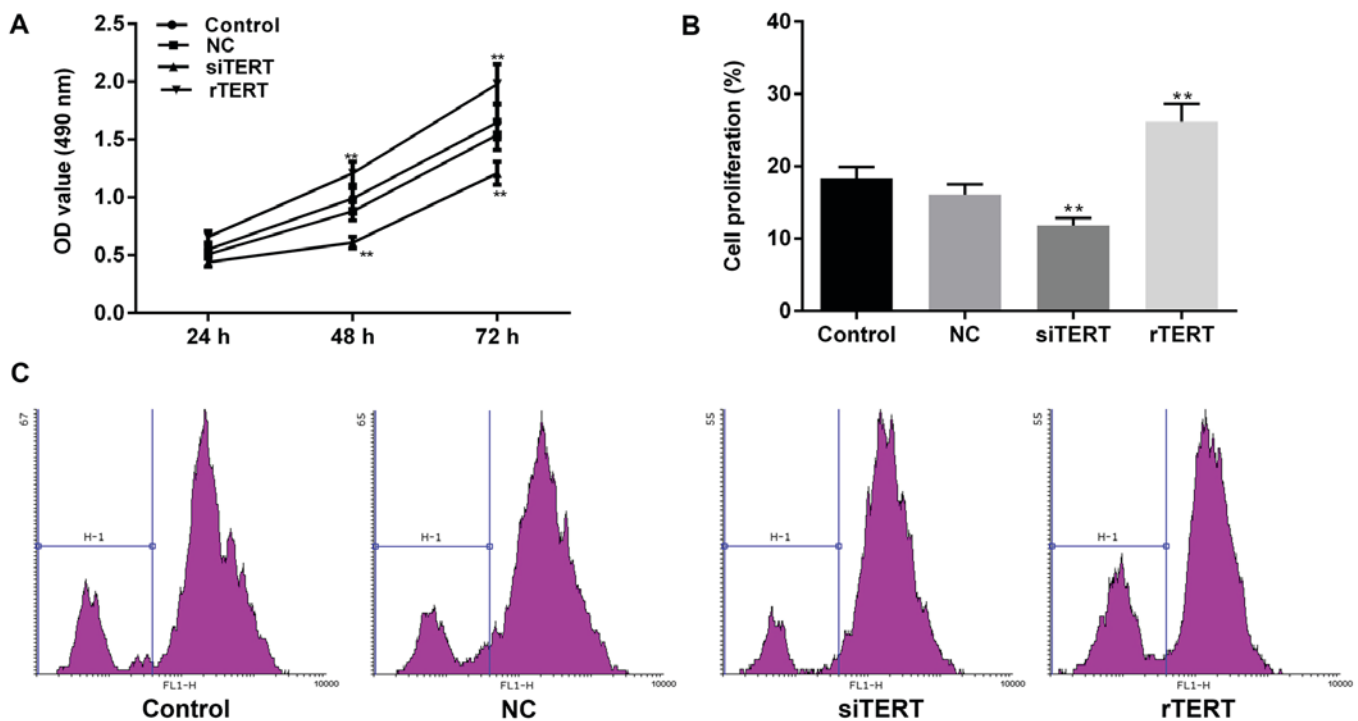 A
2.5
2.0
1.5
1.0
0.5
0.0
OD value (490 nm)
Control
NC
siTERT
rTERT
**
**
**
**
24 h
48 h
72 h
B
40
30
20
10
0
Cell proliferation (%)
**
**
Control
NC
siTERT
rTERT
C
67
H-1
FL1-H
10000
Control
65
H-1
FL1-H
10000
NC
55
H-1
FL1-H
10000
siTERT
55
H-1
FL1-H
10000
rTERT